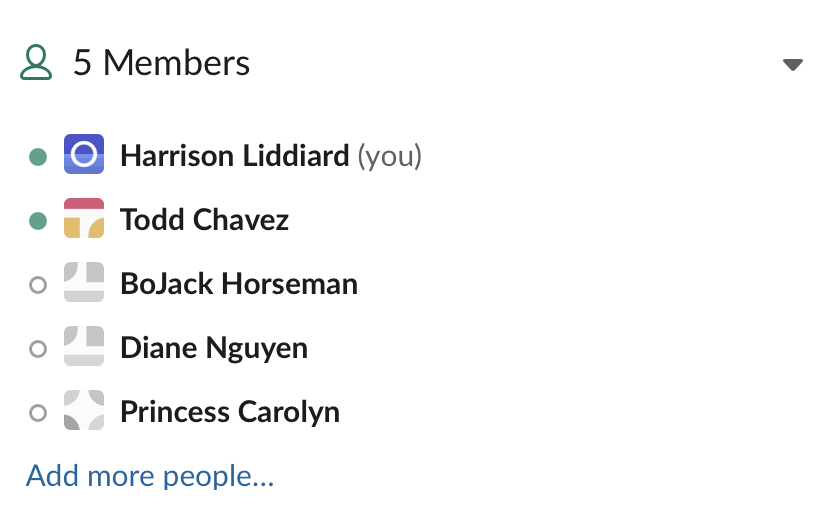 5 Members
Harrison Liddiard (you)
Todd Chavez
BoJack Horseman
Diane Nguyen
Princess Carolyn
Add more people...